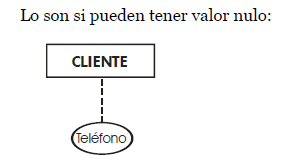 Lo son si pueden tener valor nulo:
CLIENTE
Teléfono